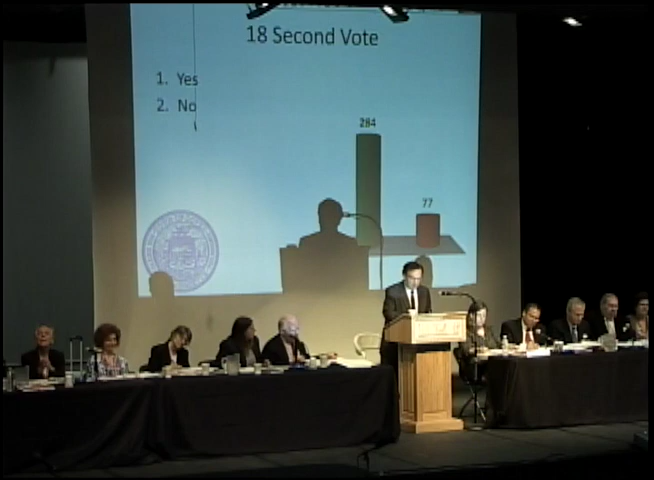 18 Second Vote
1. Yes
2. No
284
77